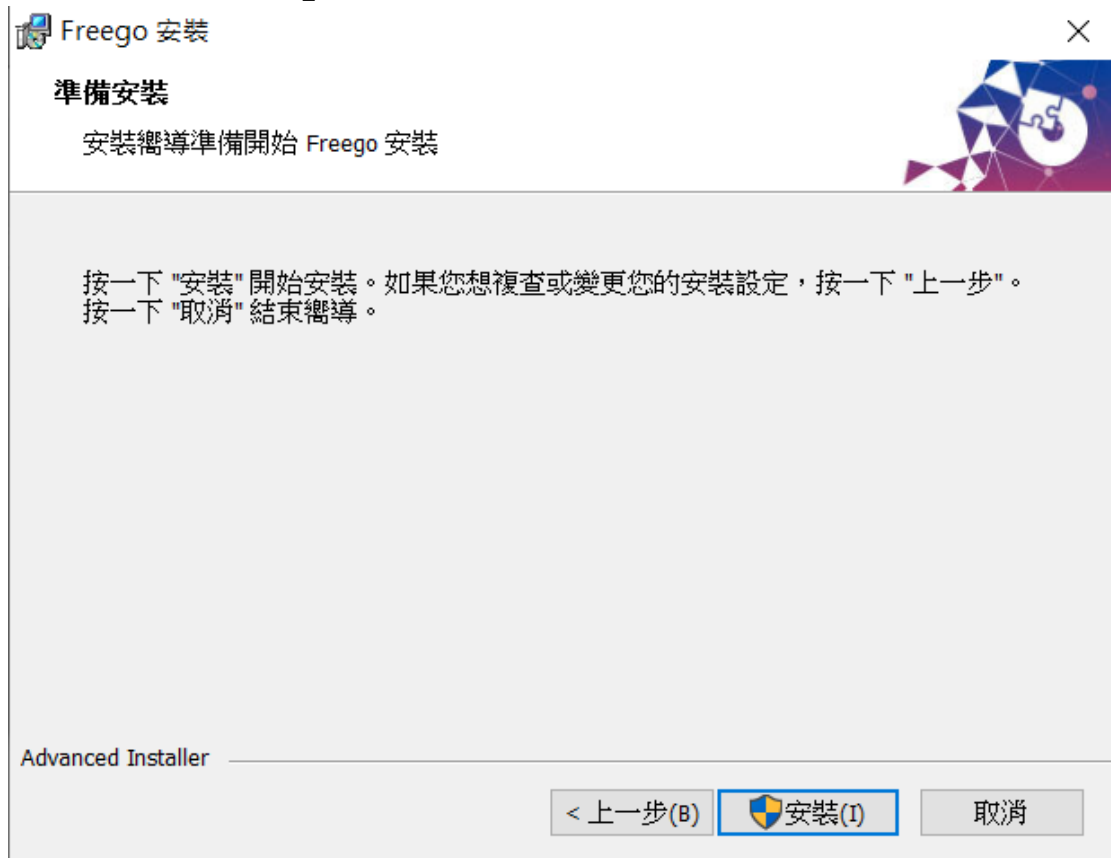 Freego 安裝
準備安裝
安裝嚮導準備開始 Freego 安裝
按一下 "安裝" 開始安裝。如果您想複查或變更您的安裝設定，按一下 "上一步"。
按一下 "取消" 結束嚮導。
Advanced Installer
< 上一步(B) 安裝(I) 取消